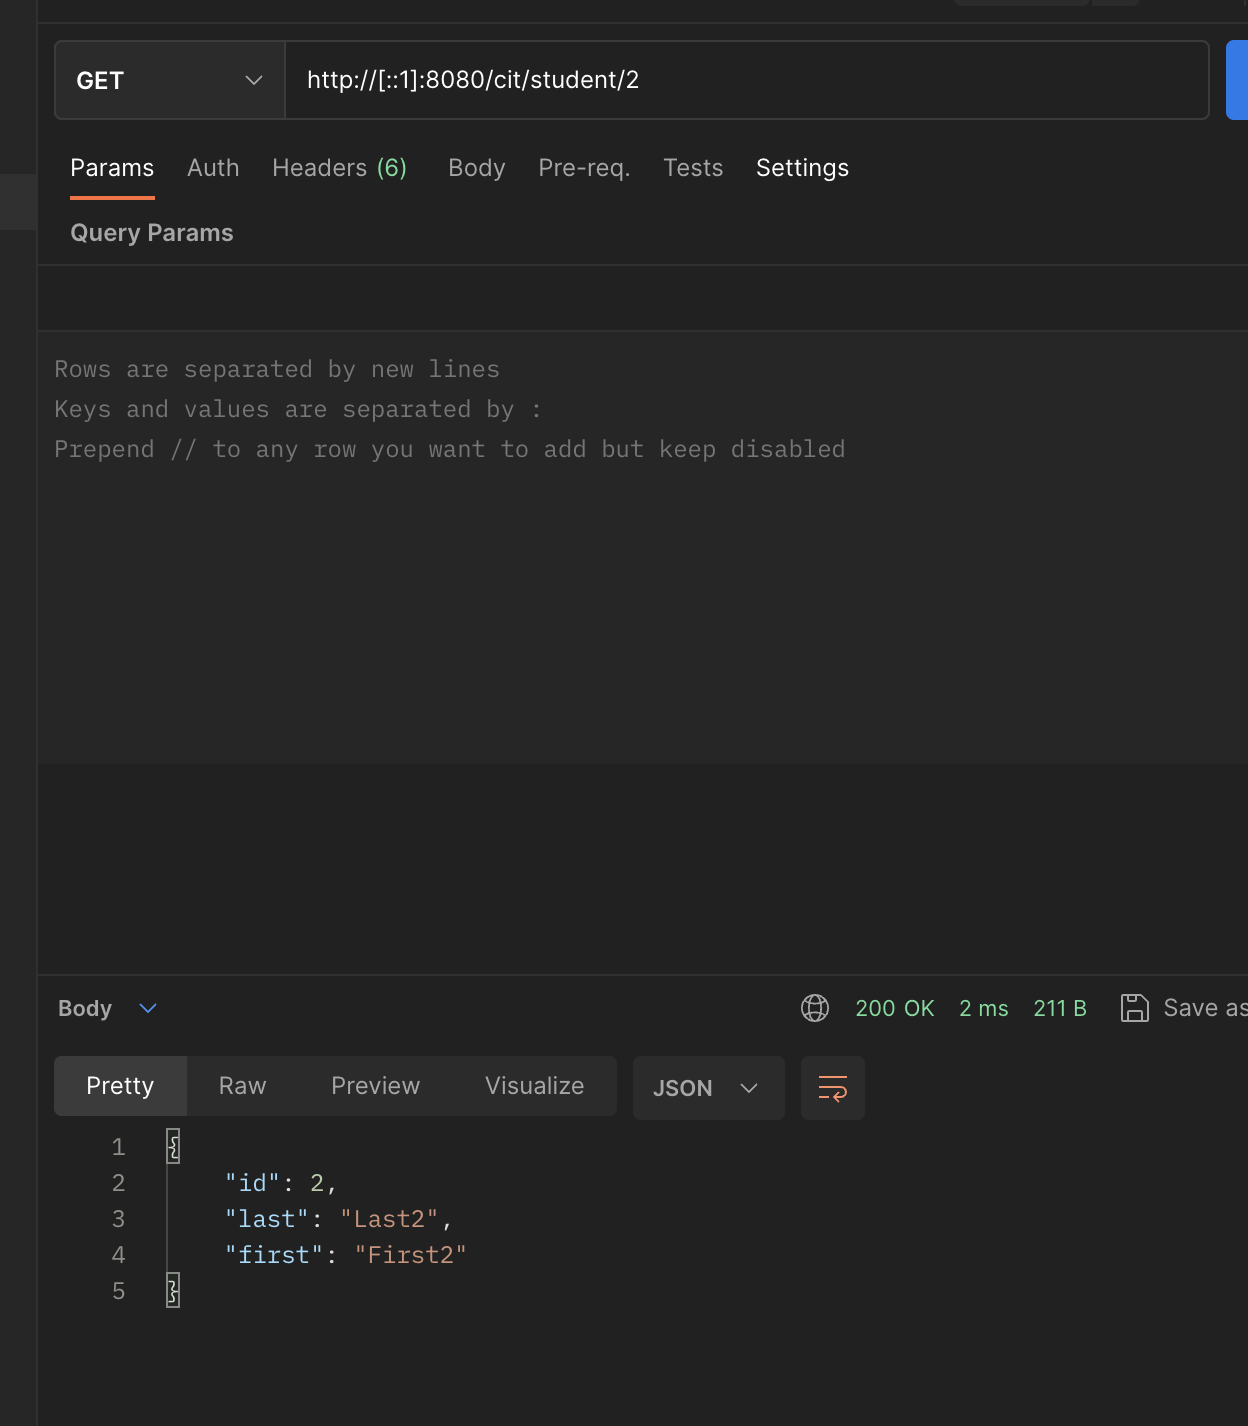 GET http://[::1]:8080/cit/student/2
Params Auth Headers (6) Body Pre-req. Tests Settings
Query Params
Rows are separated by new lines
Keys and values are separated by :
Prepend // to any row you want to add but keep disabled
Body 200 OK 2 ms 211 B Save as
Pretty Raw Preview Visualize JSON
1 {
2 "id": 2,
3 "last": "Last2",
4 "first": "First2"
5 }